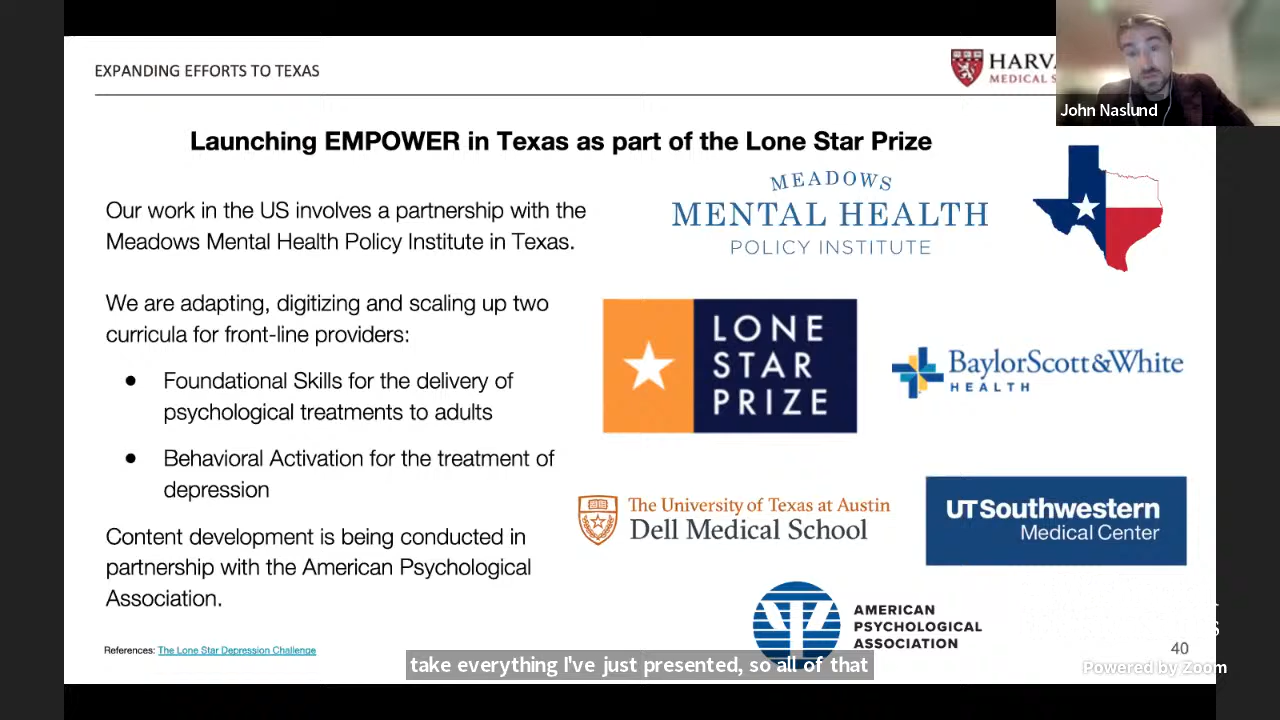 EXPANDING EFFORTS TO TEXAS
HARVA
MEDICAL S
John Naslund
Launching EMPOWER in Texas as part of the Lone Star Prize
MEADOWS
MENTAL HEALTH
POLICY INSTITUTE
Our work in the US involves a partnership with the
Meadows Mental Health Policy Institute in Texas.
We are adapting, digitizing and scaling up two
curricula for front-line providers:
● Foundational Skills for the delivery of
psychological treatments to adults
● Behavioral Activation for the treatment of
depression
Content development is being conducted in
partnership with the American Psychological
Association.
LONE
STAR
PRIZE
BaylorScott&White
HEALTH
The University of Texas at Austin
Dell Medical School
UTSouthwestern
Medical Center
AMERICAN
PSYCHOLOGICAL
ASSOCIATION
References: The Lone Star Depression Challenge
40
take everything I've just presented, so all of that
Powered by Zoom